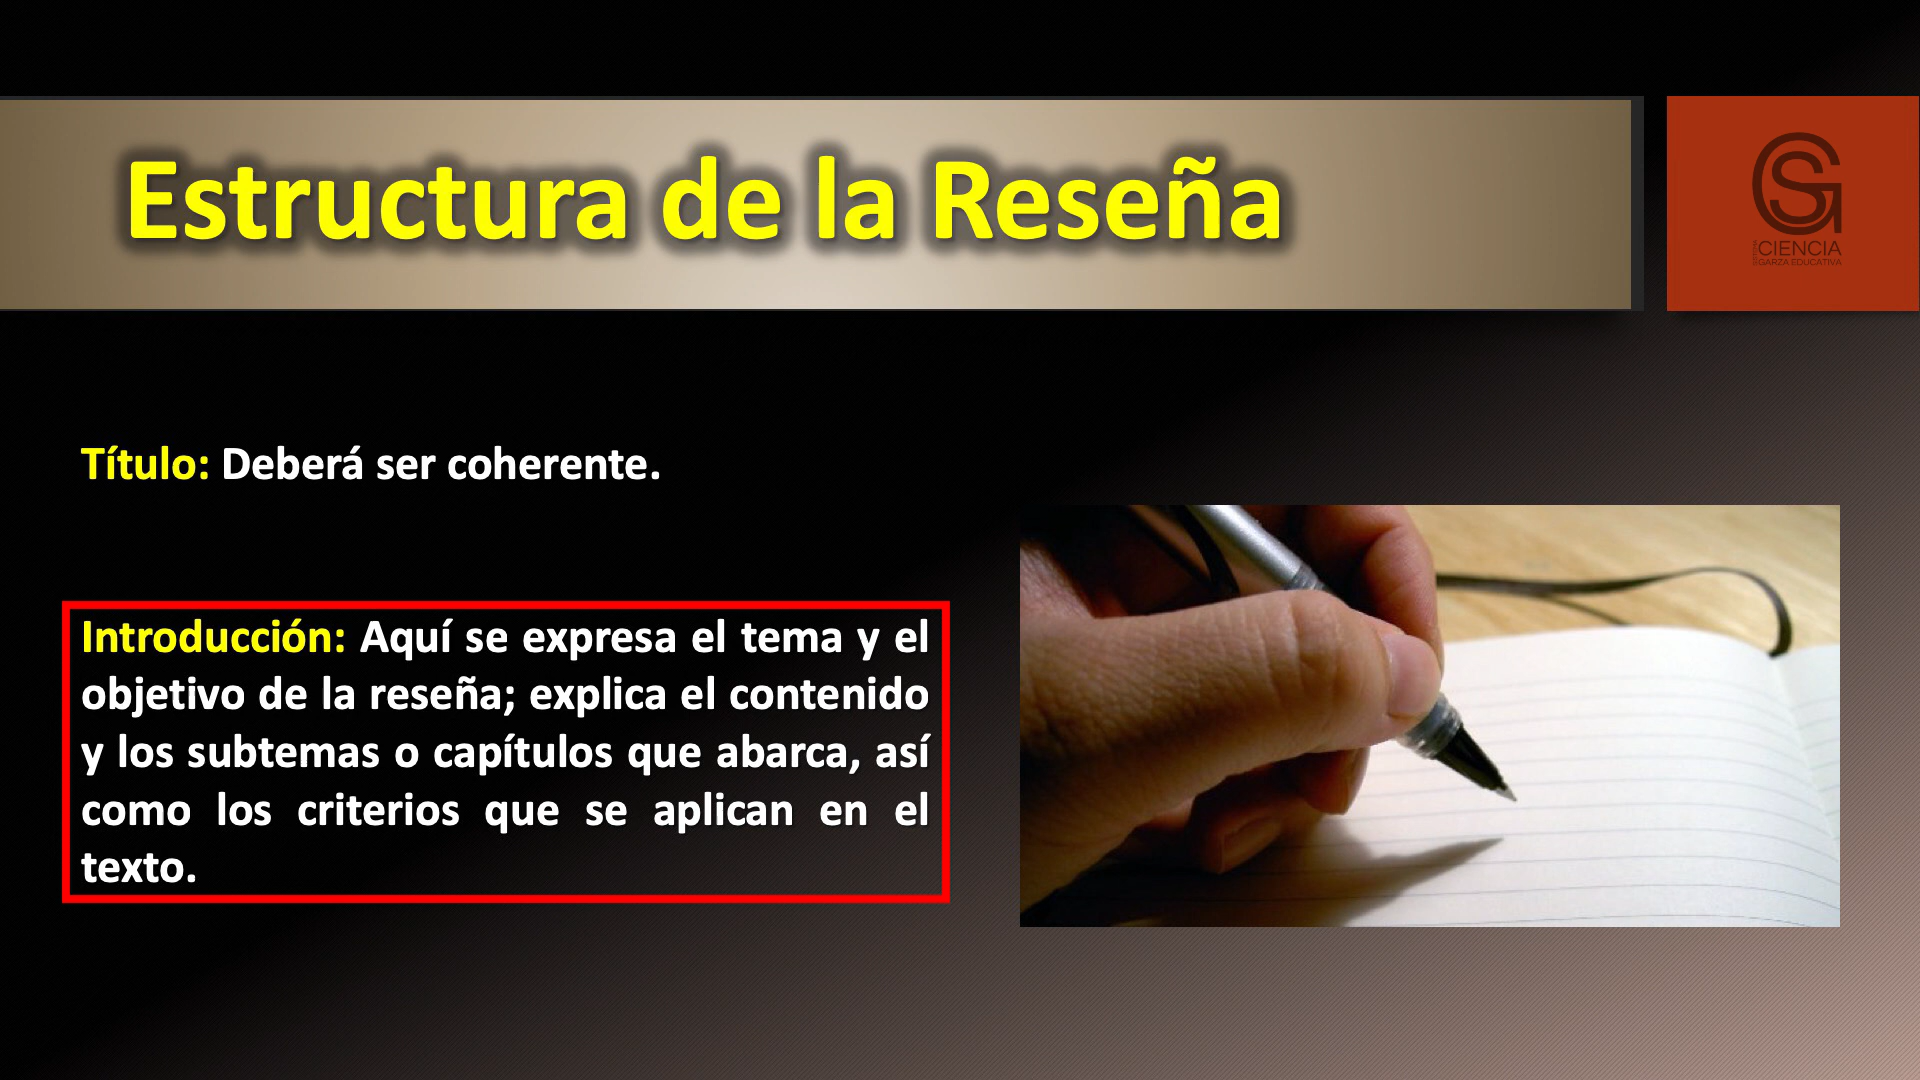 Estructura de la Reseña
CIENCIA
GARZA EDUCATIVA
Título: Deberá ser coherente.
Introducción: Aquí se expresa el tema y el
objetivo de la reseña; explica el contenido
y los subtemas o capítulos que abarca, así
como los criterios que se aplican en el
texto.